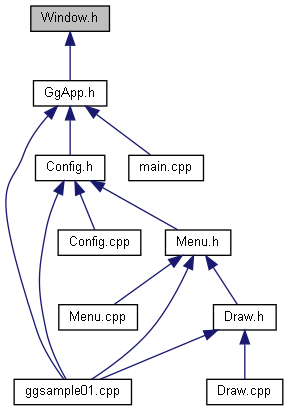 Window.h
GgApp.h
Config.h
main.cpp
Config.cpp
Menu.h
Menu.cpp
Draw.h
ggsample01.cpp
Draw.cpp